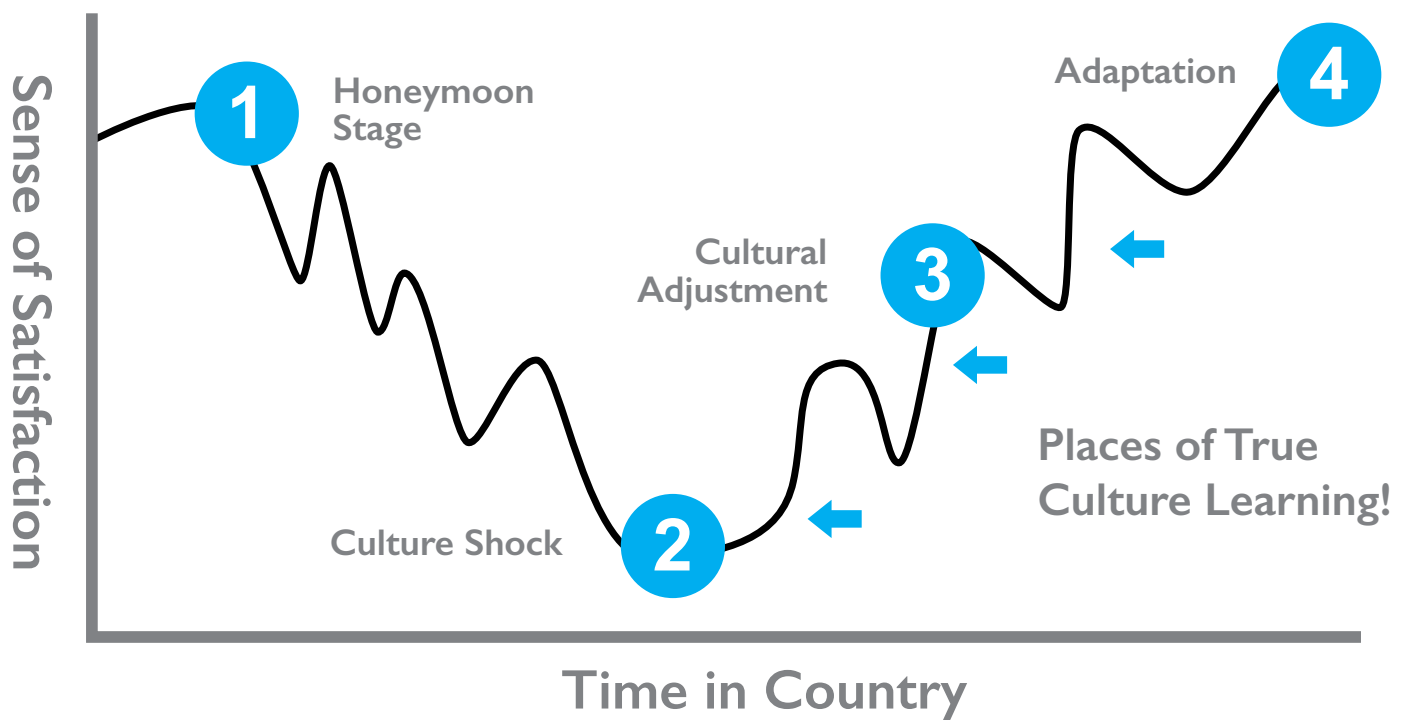 Sense of Satisfaction
1
Honeymoon
Stage
Culture Shock
2
Cultural
Adjustment
3
Adaptation
4
Places of True
Culture Learning!
Time in Country